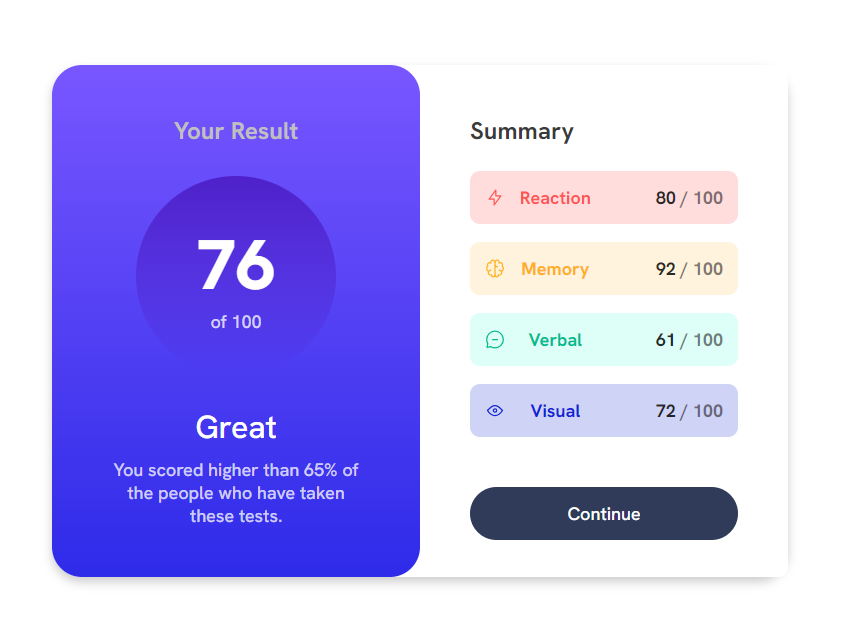 Your Result
76
of 100
Great
You scored higher than 65% of
the people who have taken
these tests.
Summary
Reaction 80 / 100
Memory 92 / 100
Verbal 61 / 100
Visual 72 / 100
Continue